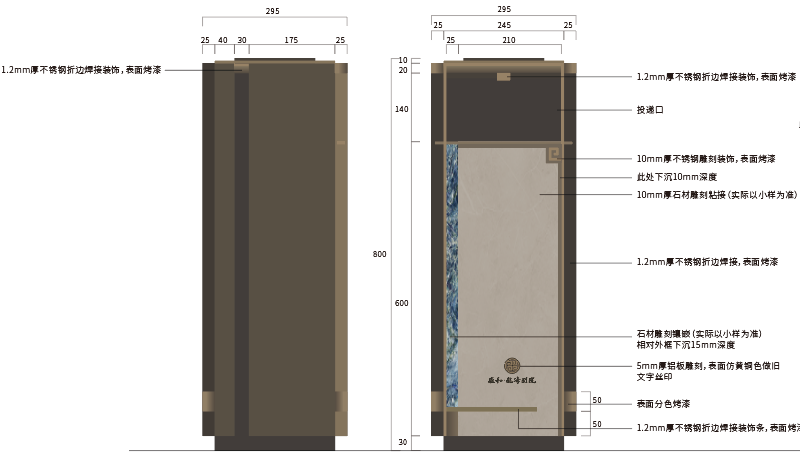 295
25 40 30 175 25
1.2mm厚不锈钢折边焊接装饰，表面烤漆
295
25 245 25
25 210
10
20
140
800
600
30
1.2mm厚不锈钢折边焊接装饰，表面烤漆
投递口
10mm厚不锈钢雕刻装饰，表面烤漆
此处下沉10mm深度
10mm厚石材雕刻粘接（实际以小样为准）
1.2mm厚不锈钢折边焊接，表面烤漆
石材雕刻镶嵌（实际以小样为准）
相对外框下沉15mm深度
5mm厚铝板雕刻，表面仿黄铜色做旧
文字丝印
50
表面分色烤漆
50
1.2mm厚不锈钢折边焊接装饰条，表面烤漆